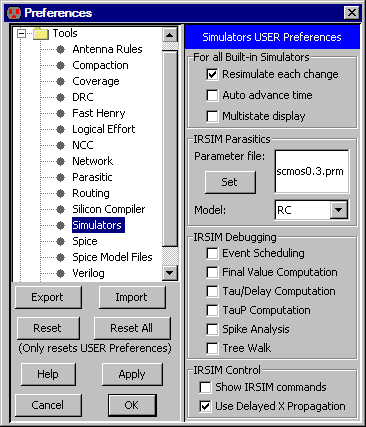 Preferences
Tools
Antenna Rules
Compaction
Coverage
DRC
Fast Henry
Logical Effort
NCC
Network
Parasitic
Routing
Silicon Compiler
Simulators
Spice
Spice Model Files
Verilog
Export
Import
Reset
Reset All
(Only resets USER Preferences)
Help
Apply
Cancel
OK
Simulators USER Preferences
For all Built-in Simulators
Resimulate each change
Auto advance time
Multistate display
IRSIM Parasitics
Parameter file:
scmos0.3.prm
Set
Model:
RC
IRSIM Debugging
Event Scheduling
Final Value Computation
Tau/Delay Computation
TauP Computation
Spike Analysis
Tree Walk
IRSIM Control
Show IRSIM commands
Use Delayed X Propagation